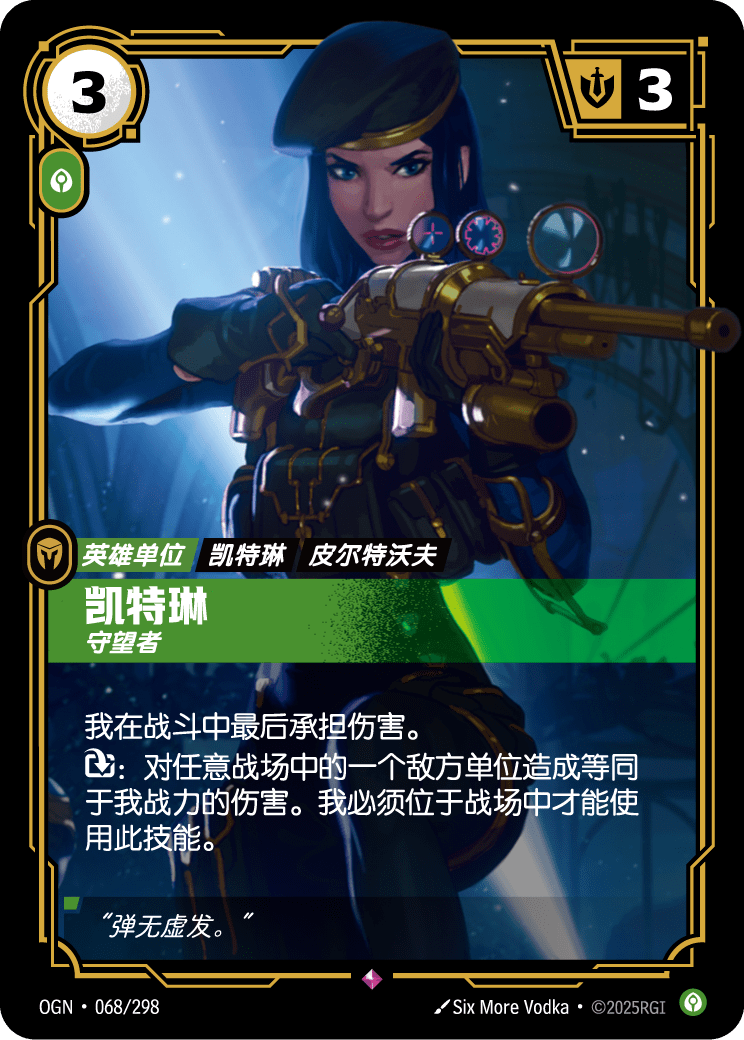 3
3
英雄单位 凯特琳 皮尔特沃夫
凯特琳
守望者
我在战斗中最后承担伤害。
：对任意战场中的一个敌方单位造成等同
于我战力的伤害。我必须位于战场中才能使
用此技能。
“弹无虚发。”
OGN • 068/298
Six More Vodka • ©2025RGI